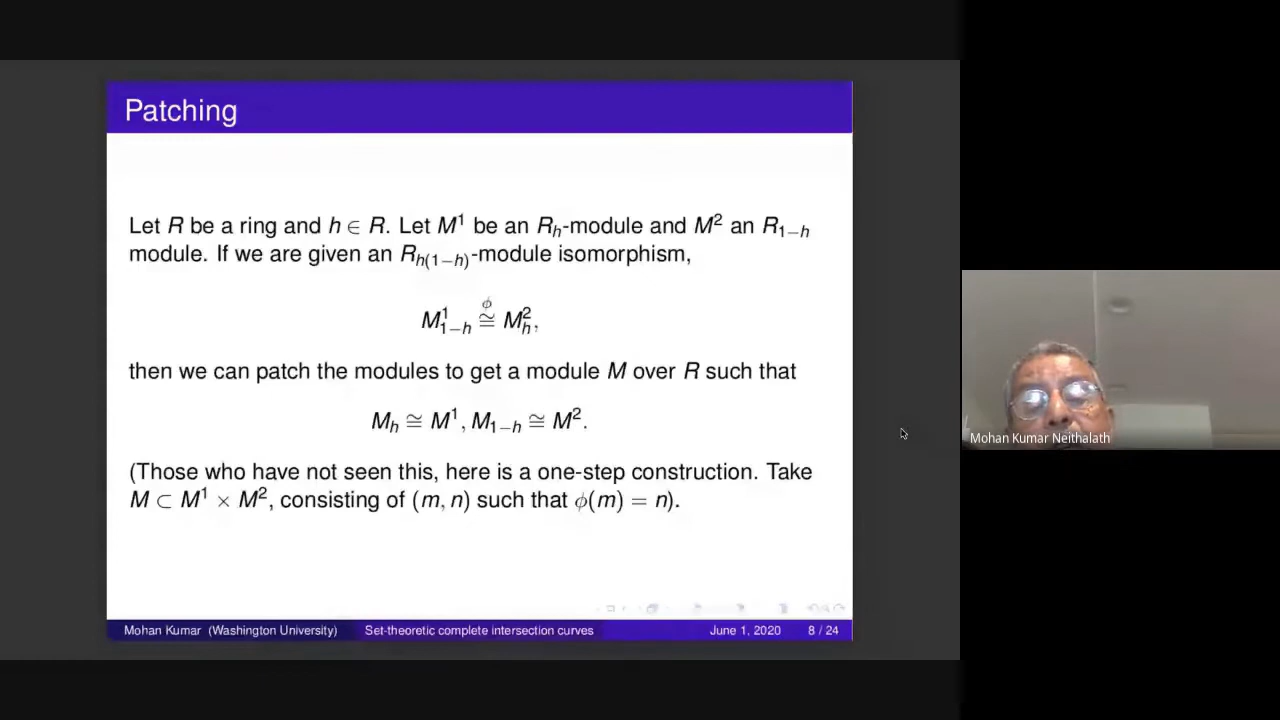 Patching
Let R be a ring and h ∈ R. Let M¹ be an R_h-module and M² an R_{1−h}
module. If we are given an R_{h(1−h)}-module isomorphism,
M¹_{1−h} ≅^ϕ M²_h,
then we can patch the modules to get a module M over R such that
M_h ≅ M¹, M_{1−h} ≅ M².
(Those who have not seen this, here is a one-step construction. Take
M ⊂ M¹ × M², consisting of (m, n) such that ϕ(m) = n).
Mohan Kumar (Washington University) Set-theoretic complete intersection curves June 1, 2020 8 / 24
Mohan Kumar Neithalath